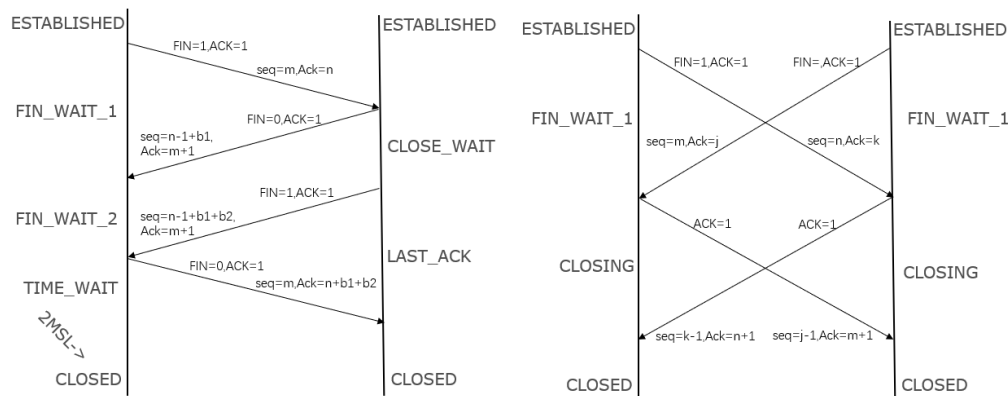 ESTABLISHED
ESTABLISHED
FIN=1,ACK=1
seq=m,Ack=n
FIN_WAIT_1
FIN=0,ACK=1
seq=n-1+b1,
Ack=m+1
CLOSE_WAIT
FIN=1,ACK=1
FIN_WAIT_2
seq=n-1+b1+b2,
Ack=m+1
LAST_ACK
FIN=0,ACK=1
TIME_WAIT
seq=m,Ack=n+b1+b2
2MSL->
CLOSED
CLOSED
ESTABLISHED
ESTABLISHED
FIN=1,ACK=1
FIN=,ACK=1
FIN_WAIT_1
FIN_WAIT_1
seq=m,Ack=j
seq=n,Ack=k
ACK=1
ACK=1
CLOSING
CLOSING
seq=k-1,Ack=n+1
seq=j-1,Ack=m+1
CLOSED
CLOSED